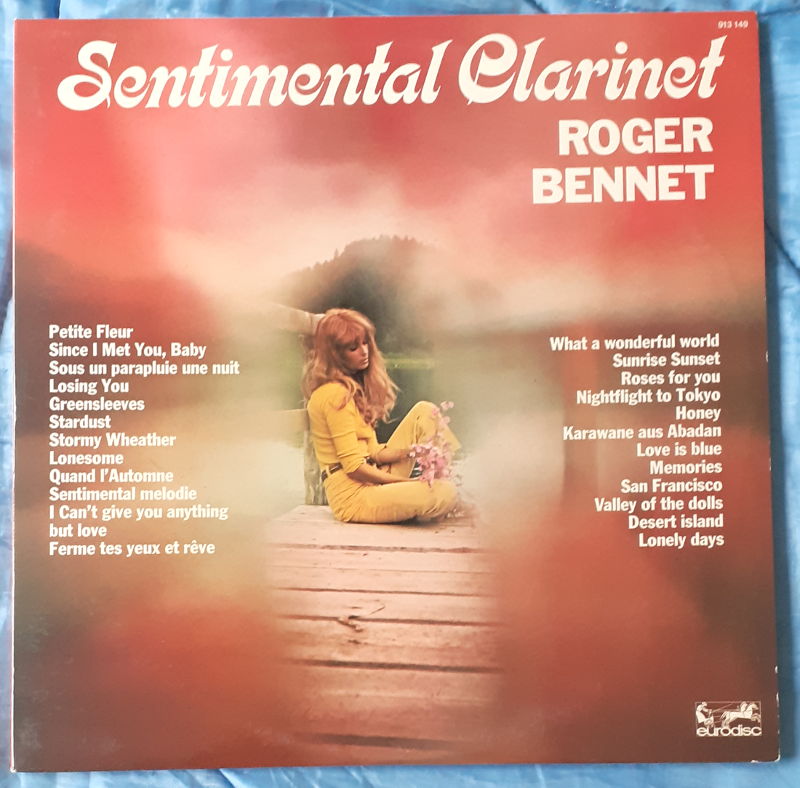 913 149
Sentimental Clarinet
ROGER
BENNET
Petite Fleur
Since I Met You, Baby
Sous un parapluie une nuit
Losing You
Greensleeves
Stardust
Stormy Wheather
Lonesome
Quand l'Automne
Sentimental melodie
I Can't give you anything
but love
Ferme tes yeux et rêve
What a wonderful world
Sunrise Sunset
Roses for you
Nightflight to Tokyo
Honey
Karawane aus Abadan
Love is blue
Memories
San Francisco
Valley of the dolls
Desert island
Lonely days
eurodisc